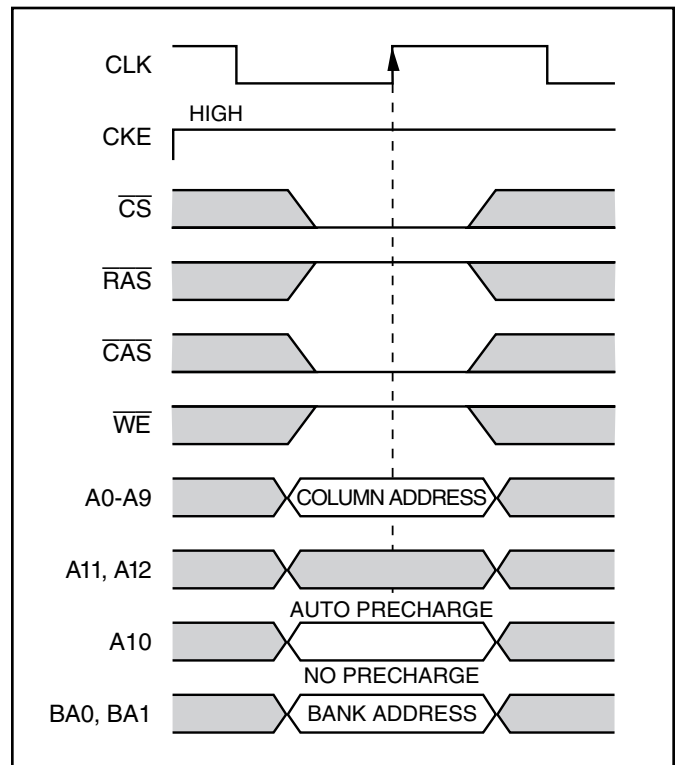 CLK
HIGH
CKE
CS
RAS
CAS
WE
A0-A9 COLUMN ADDRESS
A11, A12
AUTO PRECHARGE
A10
NO PRECHARGE
BA0, BA1 BANK ADDRESS